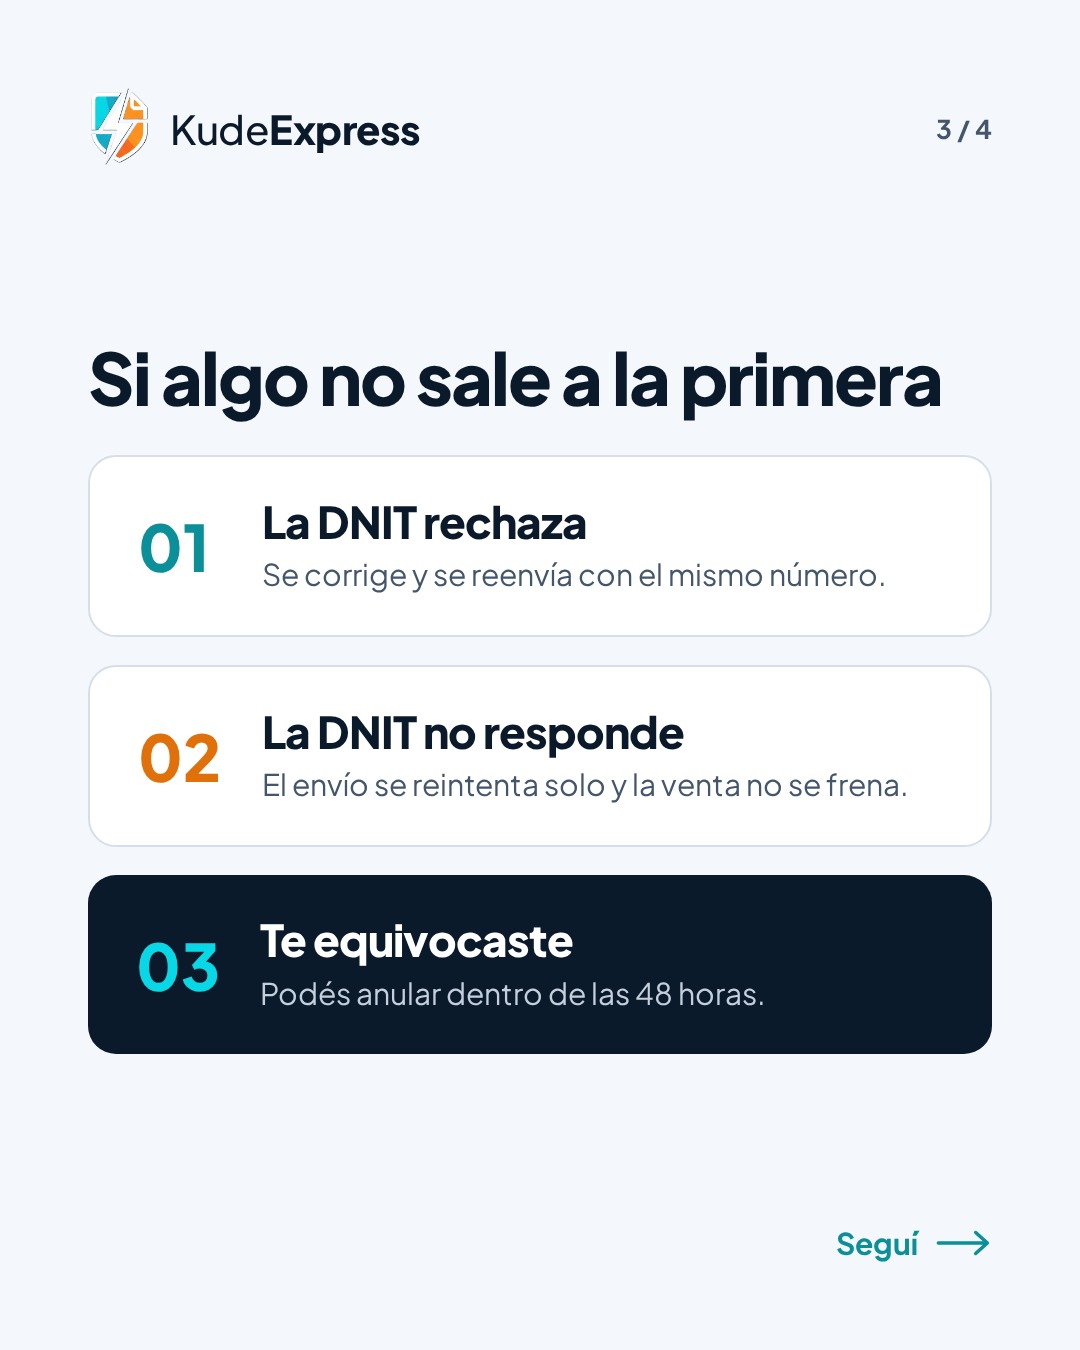 KudeExpress
3 / 4
Si algo no sale a la primera
01
La DNIT rechaza
Se corrige y se reenvía con el mismo número.
02
La DNIT no responde
El envío se reintenta solo y la venta no se frena.
03
Te equivocaste
Podés anular dentro de las 48 horas.
Seguí